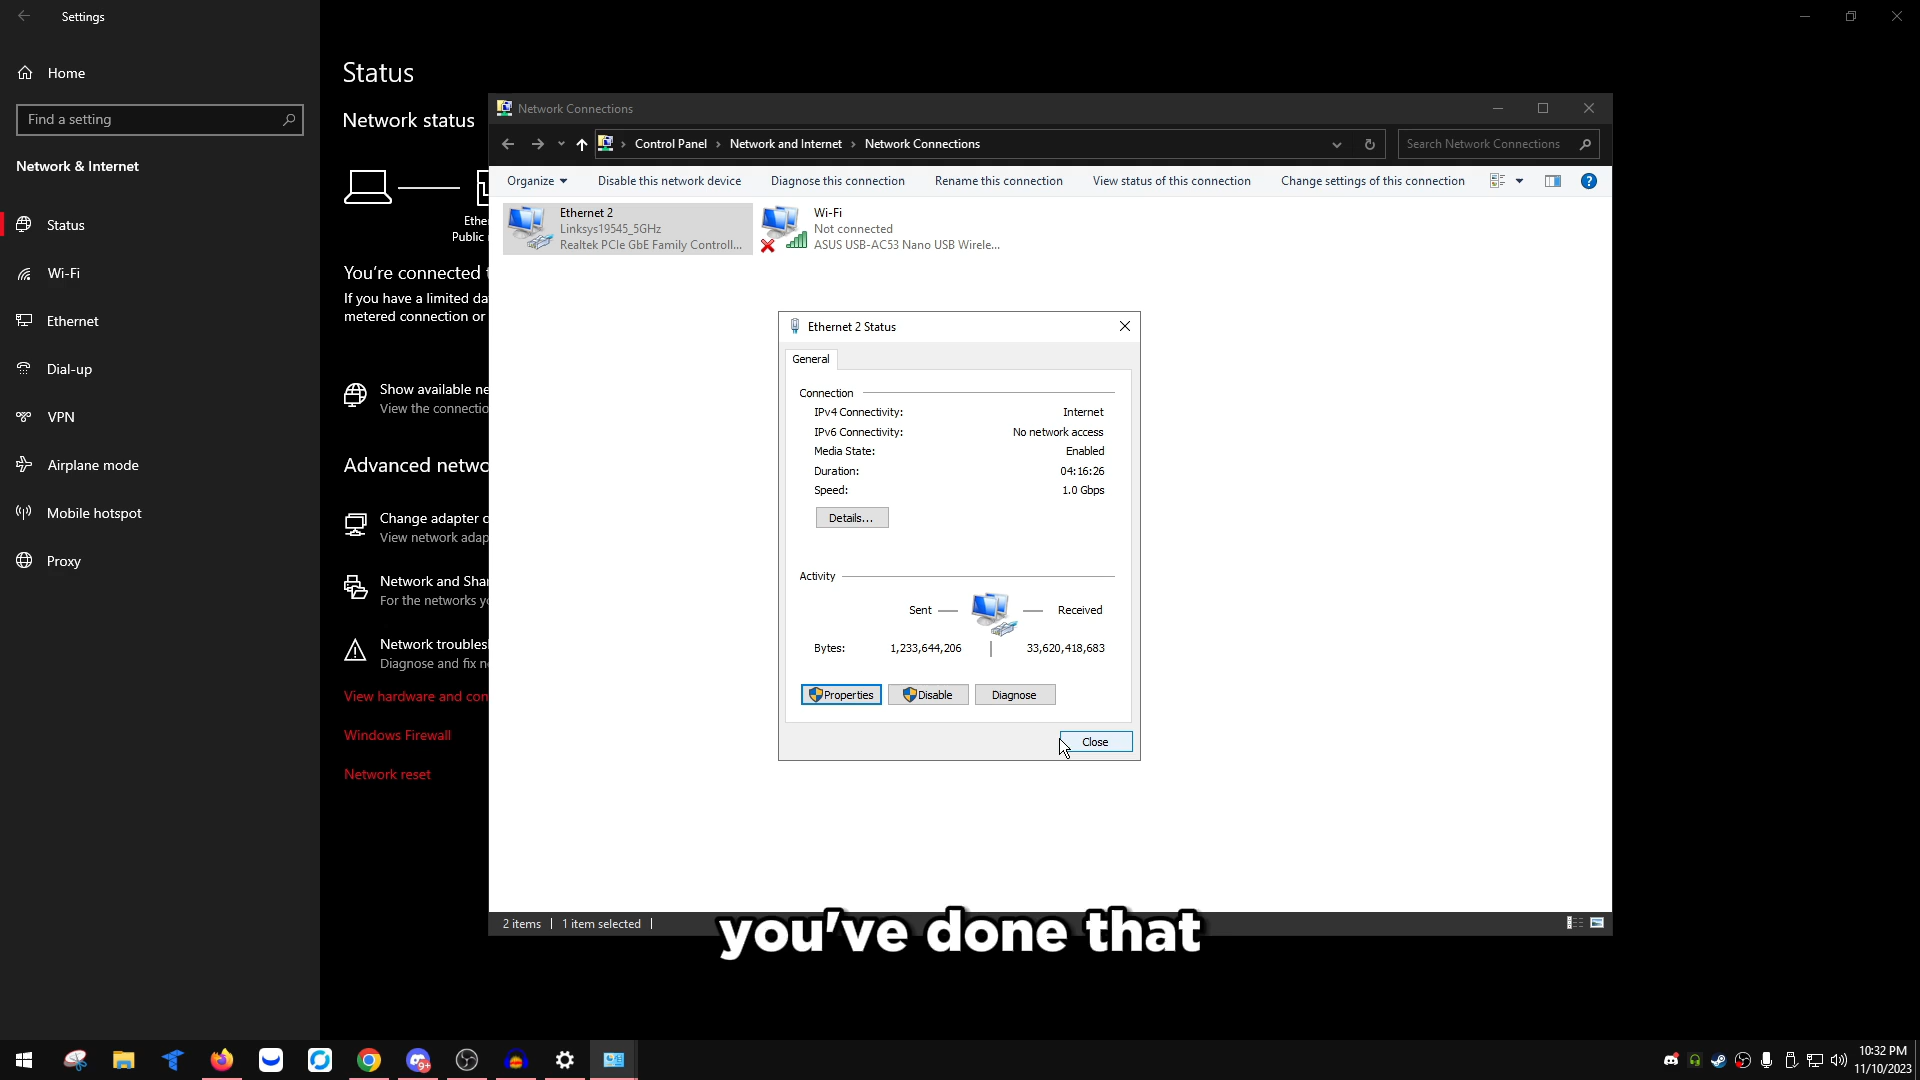 Settings
Home
Find a setting
Network & Internet
Status
Wi-Fi
Ethernet
Dial-up
VPN
Airplane mode
Mobile hotspot
Proxy
Status
Network status
Public
You're connected
If you have a limited da
metered connection or
Show available ne
View the connectio
Advanced netwo
Change adapter o
View network adap
Network and Shar
For the networks yo
Network troublesh
Diagnose and fix ne
View hardware and con
Windows Firewall
Network reset
Network Connections
Control Panel > Network and Internet > Network Connections
Search Network Connections
Organize
Disable this network device
Diagnose this connection
Rename this connection
View status of this connection
Change settings of this connection
Ethernet 2
Linksys19545_5GHz
Realtek PCIe GbE Family Controll...
Wi-Fi
Not connected
ASUS USB-AC53 Nano USB Wirele...
Ethernet 2 Status
General
Connection
IPv4 Connectivity: Internet
IPv6 Connectivity: No network access
Media State: Enabled
Duration: 04:16:26
Speed: 1.0 Gbps
Details...
Activity
Sent Received
Bytes: 1,233,644,206 33,620,418,683
Properties
Disable
Diagnose
Close
2 items
1 item selected
you've done that
9+
10:32 PM
11/10/2023